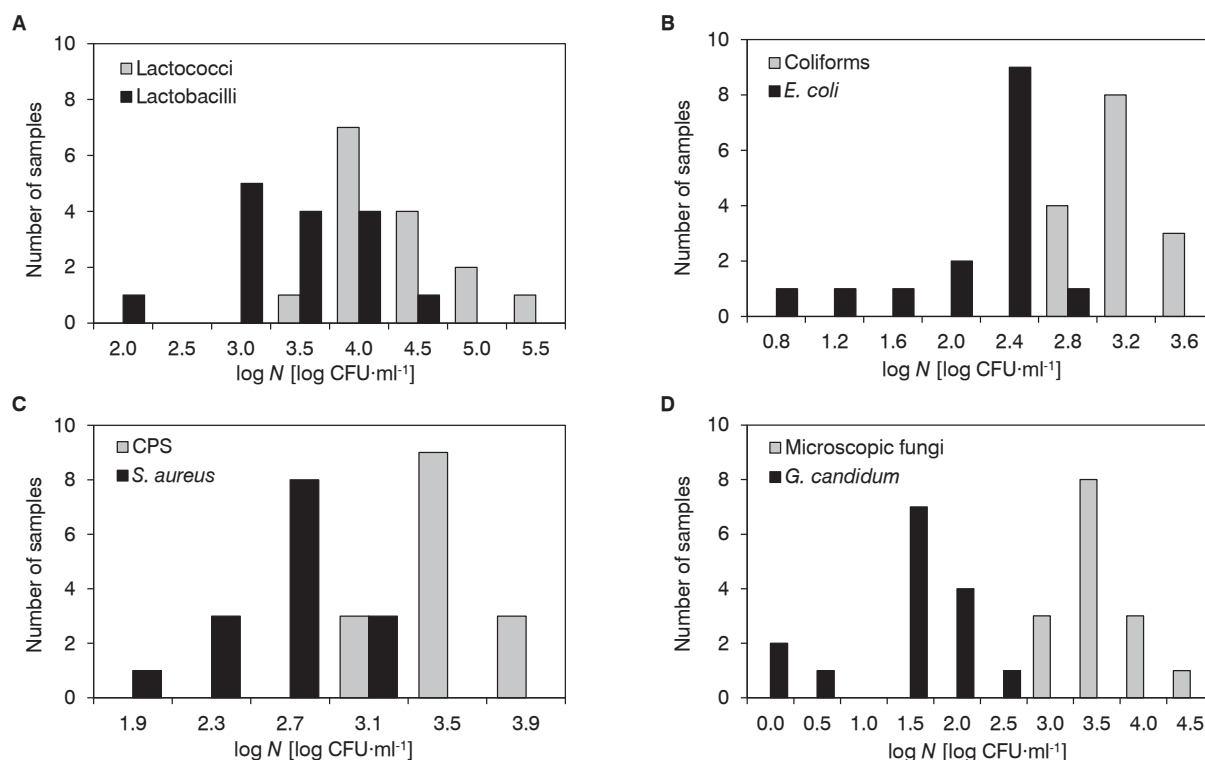 A
10
8
6
4
2
0
Number of samples
Lactococci
Lactobacilli
2.0 2.5 3.0 3.5 4.0 4.5 5.0 5.5
log N [log CFU·ml⁻¹]
B
10
8
6
4
2
0
Number of samples
Coliforms
E. coli
0.8 1.2 1.6 2.0 2.4 2.8 3.2 3.6
log N [log CFU·ml⁻¹]
C
10
8
6
4
2
0
Number of samples
CPS
S. aureus
1.9 2.3 2.7 3.1 3.5 3.9
log N [log CFU·ml⁻¹]
D
10
8
6
4
2
0
Number of samples
Microscopic fungi
G. candidum
0.0 0.5 1.0 1.5 2.0 2.5 3.0 3.5 4.0 4.5
log N [log CFU·ml⁻¹]